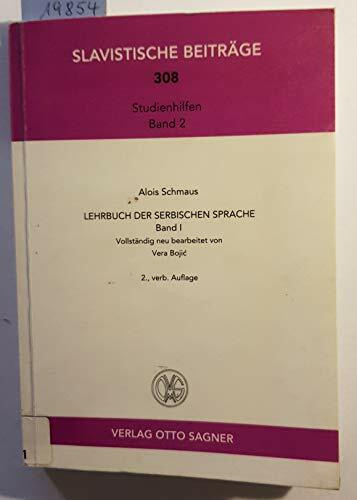 19854
SLAVISTISCHE BEITRÄGE
308
Studienhilfen
Band 2
Alois Schmaus
LEHRBUCH DER SERBISCHEN SPRACHE
Band I
Vollständig neu bearbeitet von
Vera Bojić
2., verb. Auflage
VERLAG OTTO SAGNER
1